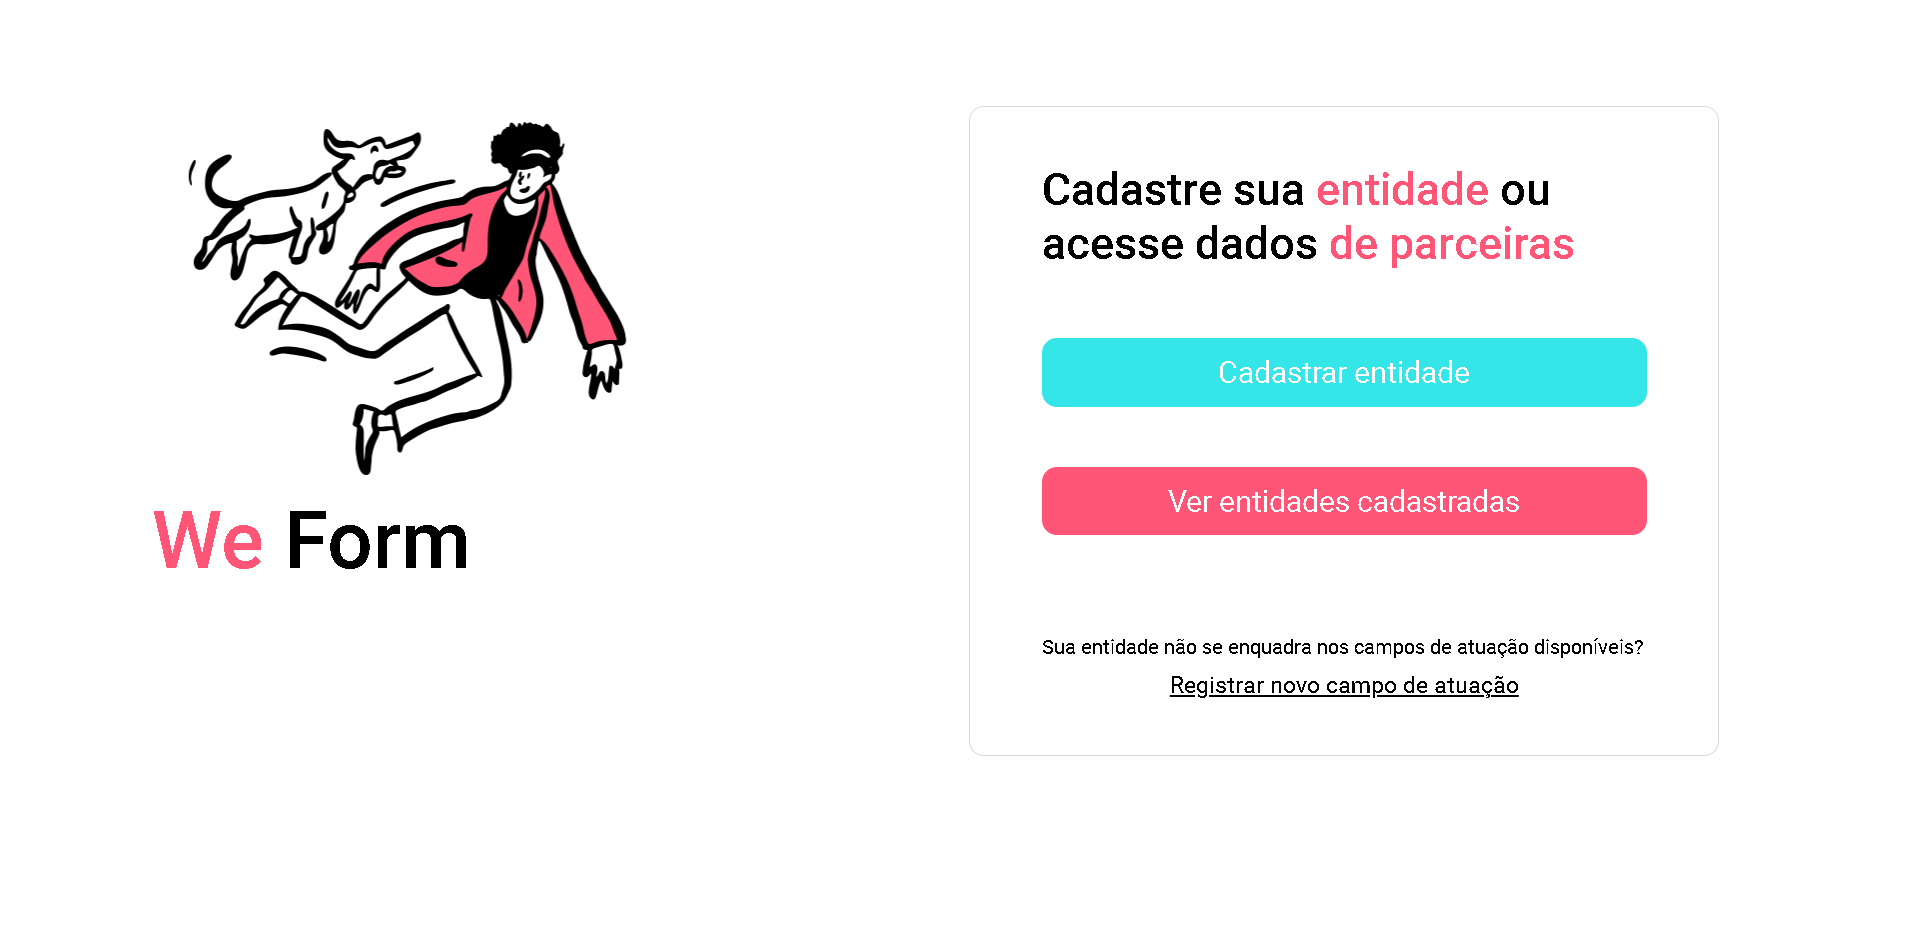 We Form
Cadastre sua entidade ou
acesse dados de parceiras
Cadastrar entidade
Ver entidades cadastradas
Sua entidade não se enquadra nos campos de atuação disponíveis?
Registrar novo campo de atuação